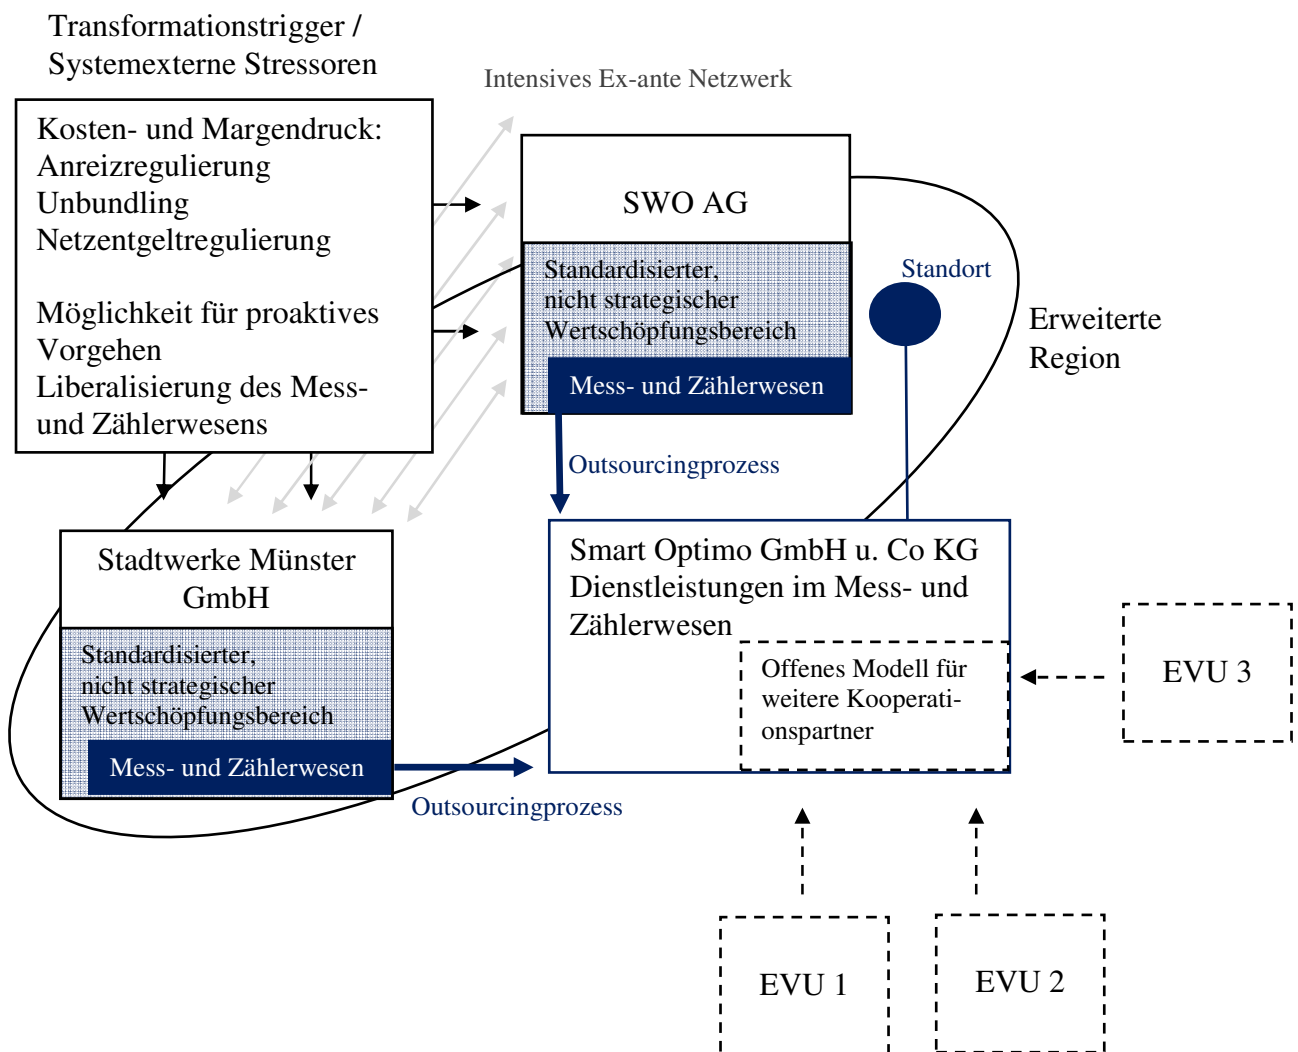 Transformationstrigger /
Systemexterne Stressoren
Intensives Ex-ante Netzwerk
Kosten- und Margendruck:
Anreizregulierung
Unbundling
Netzentgeltregulierung
Möglichkeit für proaktives
Vorgehen
Liberalisierung des Mess-
und Zählerwesens
SWO AG
Standardisierter,
nicht strategischer
Wertschöpfungsbereich
Mess- und Zählerwesen
Standort
Erweiterte
Region
Outsourcingprozess
Stadtwerke Münster
GmbH
Standardisierter,
nicht strategischer
Wertschöpfungsbereich
Mess- und Zählerwesen
Outsourcingprozess
Smart Optimo GmbH u. Co KG
Dienstleistungen im Mess- und
Zählerwesen
Offenes Modell für
weitere Kooperati-
onspartner
EVU 3
EVU 1
EVU 2